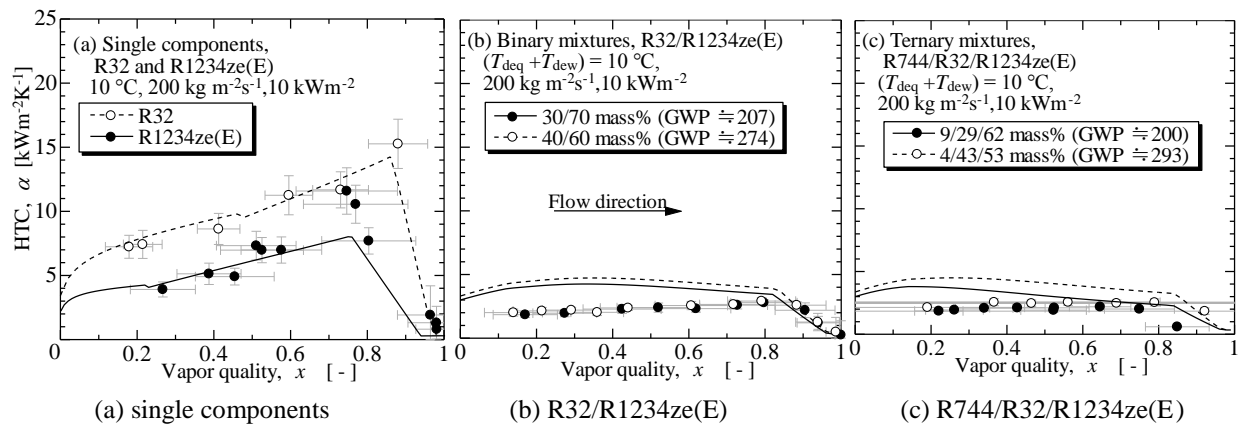 HTC, α [kWm⁻²K⁻¹]
25
20
15
10
5
0
(a) Single components,
R32 and R1234ze(E)
10 °C, 200 kg m⁻²s⁻¹,10 kWm⁻²
R32
R1234ze(E)
0 0.2 0.4 0.6 0.8 1
Vapor quality, x [ - ]
(b) Binary mixtures, R32/R1234ze(E)
(Tdeq +Tdew) = 10 °C,
200 kg m⁻²s⁻¹,10 kWm⁻²
30/70 mass% (GWP ≒ 207)
40/60 mass% (GWP ≒ 274)
Flow direction
0 0.2 0.4 0.6 0.8 1
Vapor quality, x [ - ]
(c) Ternary mixtures,
R744/R32/R1234ze(E)
(Tdeq +Tdew) = 10 °C,
200 kg m⁻²s⁻¹,10 kWm⁻²
9/29/62 mass% (GWP ≒ 200)
4/43/53 mass% (GWP ≒ 293)
0 0.2 0.4 0.6 0.8 1
Vapor quality, x [ - ]
(a) single components
(b) R32/R1234ze(E)
(c) R744/R32/R1234ze(E)